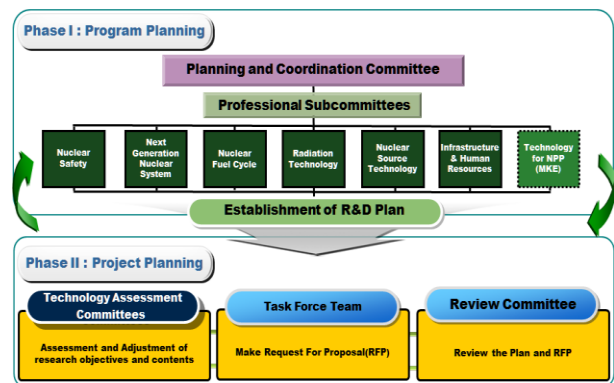 Phase I : Program Planning
Planning and Coordination Committee
Professional Subcommittees
Nuclear
Safety
Next
Generation
Nuclear
System
Nuclear
Fuel Cycle
Radiation
Technology
Nuclear
Source
Technology
Infrastructure
& Human
Resources
Technology
for NPP
(MKE)
Establishment of R&D Plan
Phase II : Project Planning
Technology Assessment
Committees
Assessment and Adjustment of
research objectives and contents
Task Force Team
Make Request For Proposal(RFP)
Review Committee
Review the Plan and RFP